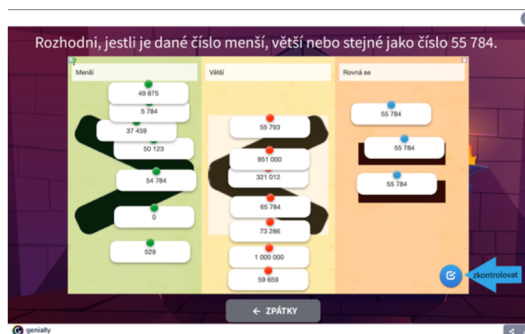 Rozhodni, jestli je dané číslo menší, větší nebo stejné jako číslo 55 784.
Menší
49 875
5 784
37 459
50 123
54 784
0
529
Větší
55 793
951 000
321 012
65 784
73 286
1 000 000
59 659
Rovná se
55 784
55 784
55 784
zkontrolovat
← ZPÁTKY
genially